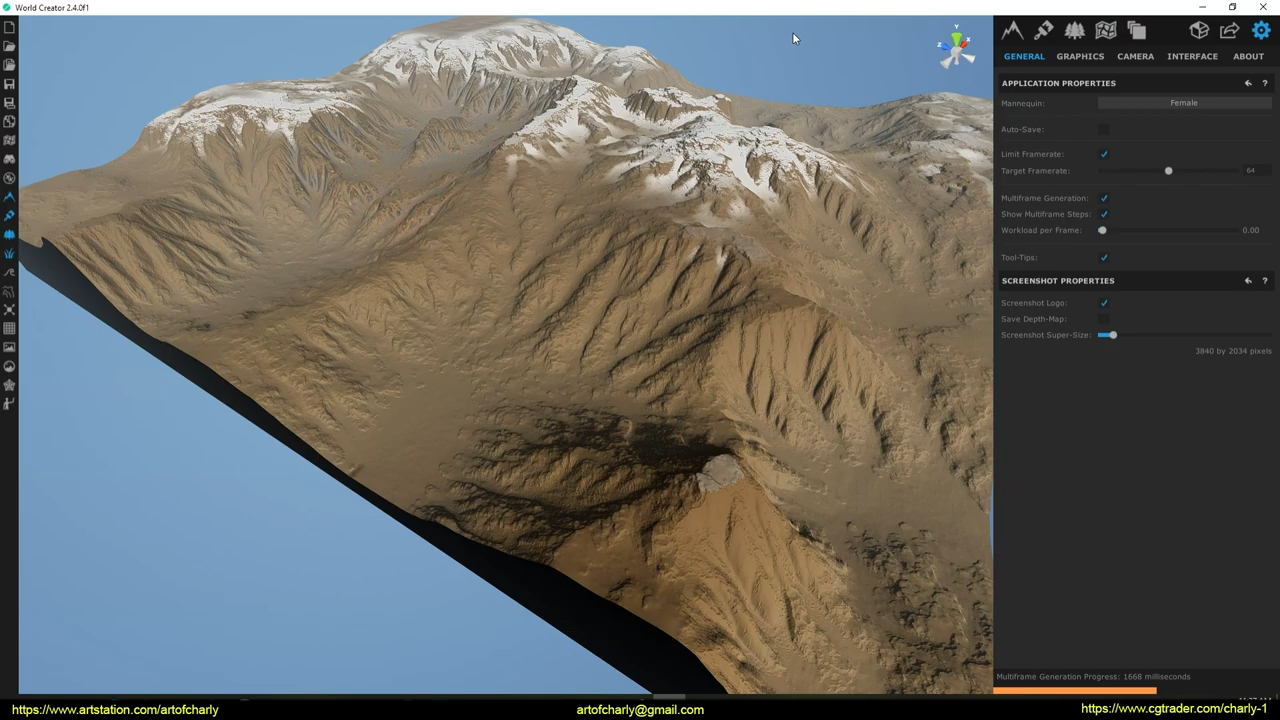 World Creator 2.4.0f1
Y
Z X
GENERAL GRAPHICS CAMERA INTERFACE ABOUT
APPLICATION PROPERTIES ?
Mannequin: Female
Auto-Save:
Limit Framerate:
Target Framerate: 64
Multiframe Generation:
Show Multiframe Steps:
Workload per Frame: 0.00
Tool-Tips:
SCREENSHOT PROPERTIES ?
Screenshot Logo:
Save Depth-Map:
Screenshot Super-Size:
3840 by 2034 pixels
Multiframe Generation Progress: 1668 milliseconds
https://www.artstation.com/artofcharly artofcharly@gmail.com https://www.cgtrader.com/charly-1